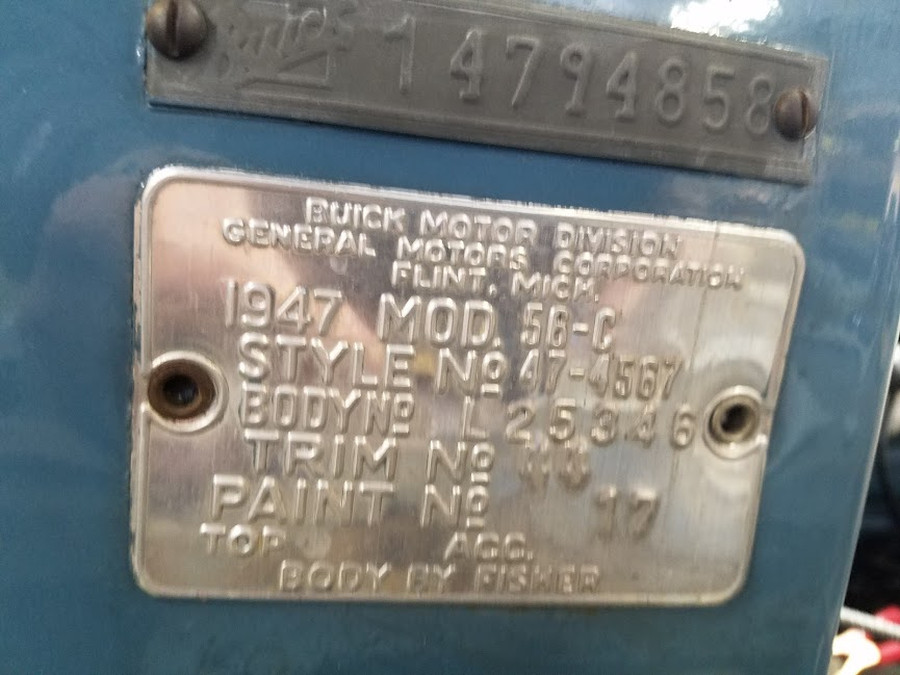 14794858
BUICK MOTOR DIVISION
GENERAL MOTORS CORPORATION
FLINT, MICH.
1947 MOD. 56-C
STYLE No 47-4567
BODY No L 25346
TRIM No 44
PAINT No 17
TOP ACC.
BODY BY FISHER